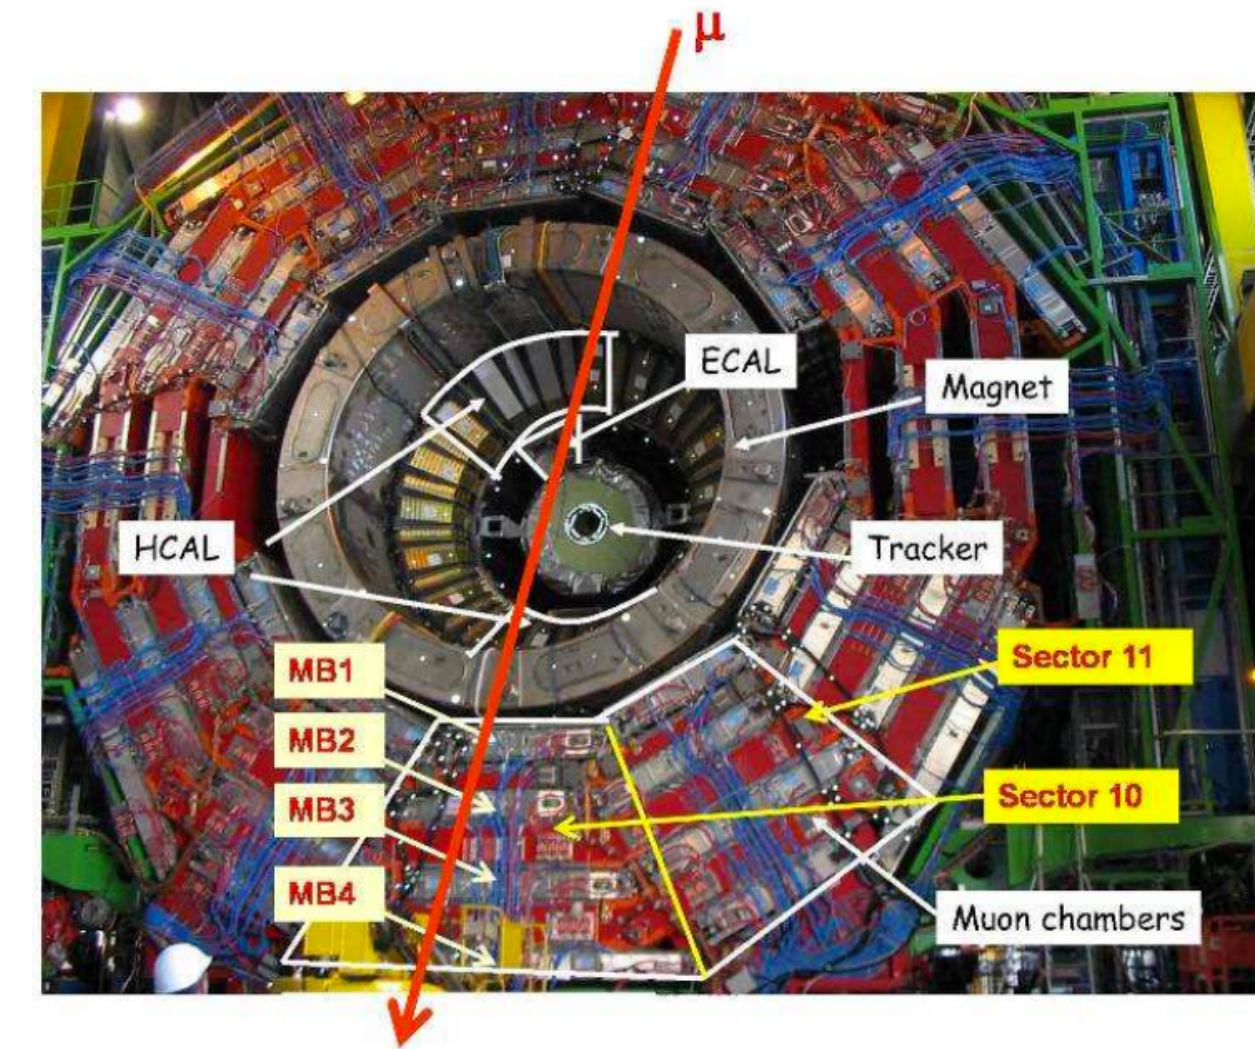 μ
ECAL
Magnet
HCAL
Tracker
MB1
Sector 11
MB2
MB3
Sector 10
MB4
Muon chambers